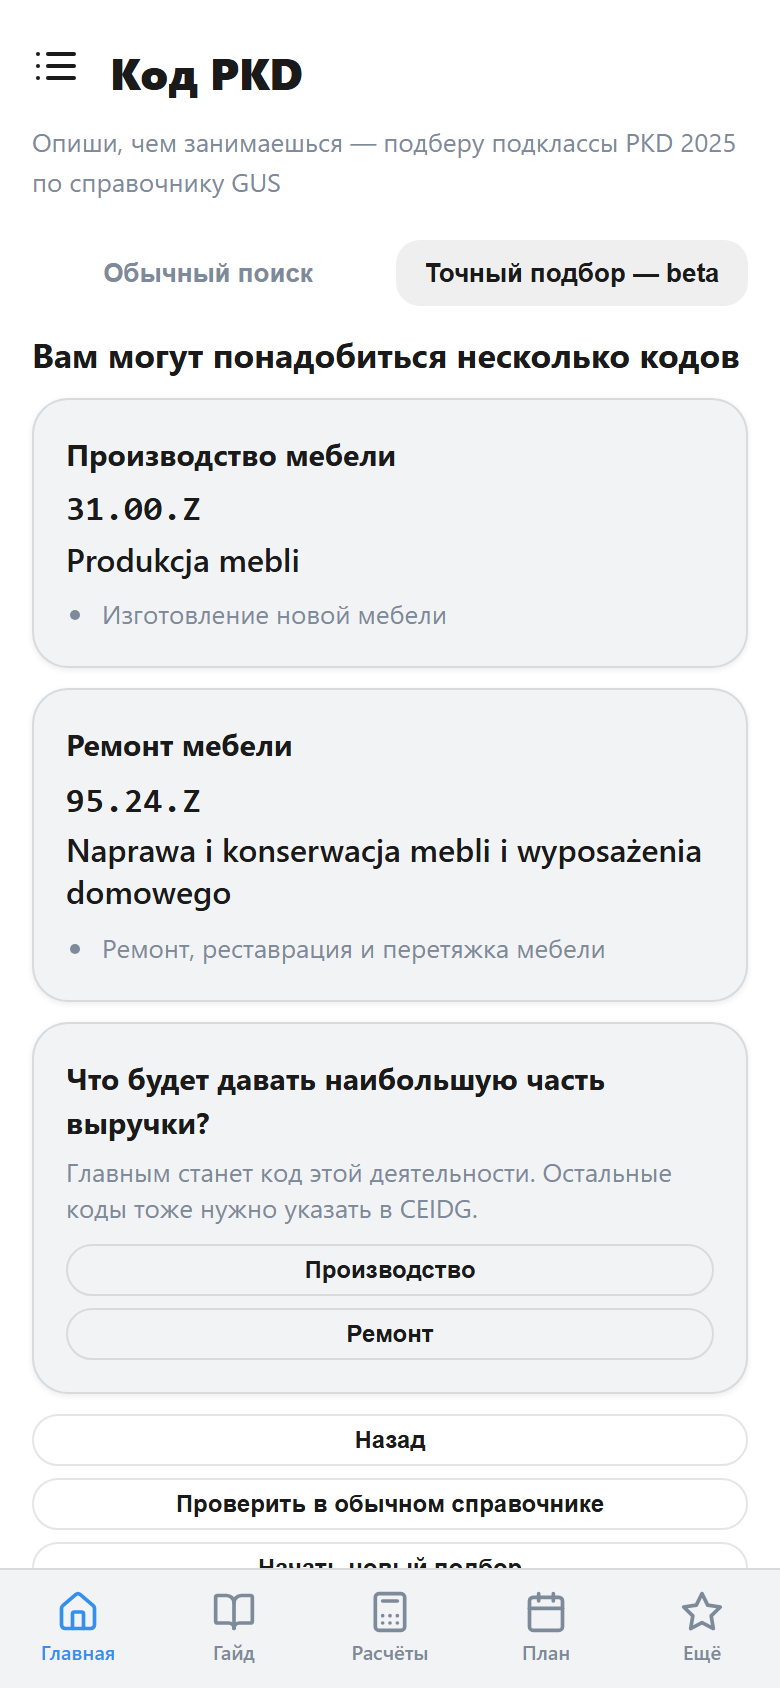 Код PKD
Опиши, чем занимаешься — подберу подклассы PKD 2025
по справочнику GUS
Обычный поиск
Точный подбор — beta
Вам могут понадобиться несколько кодов
Производство мебели
31.00.Z
Produkcja mebli
• Изготовление новой мебели
Ремонт мебели
95.24.Z
Naprawa i konserwacja mebli i wyposażenia
domowego
• Ремонт, реставрация и перетяжка мебели
Что будет давать наибольшую часть
выручки?
Главным станет код этой деятельности. Остальные
коды тоже нужно указать в CEIDG.
Производство
Ремонт
Назад
Проверить в обычном справочнике
Начать новый подбор
Главная
Гайд
Расчёты
План
Ещё